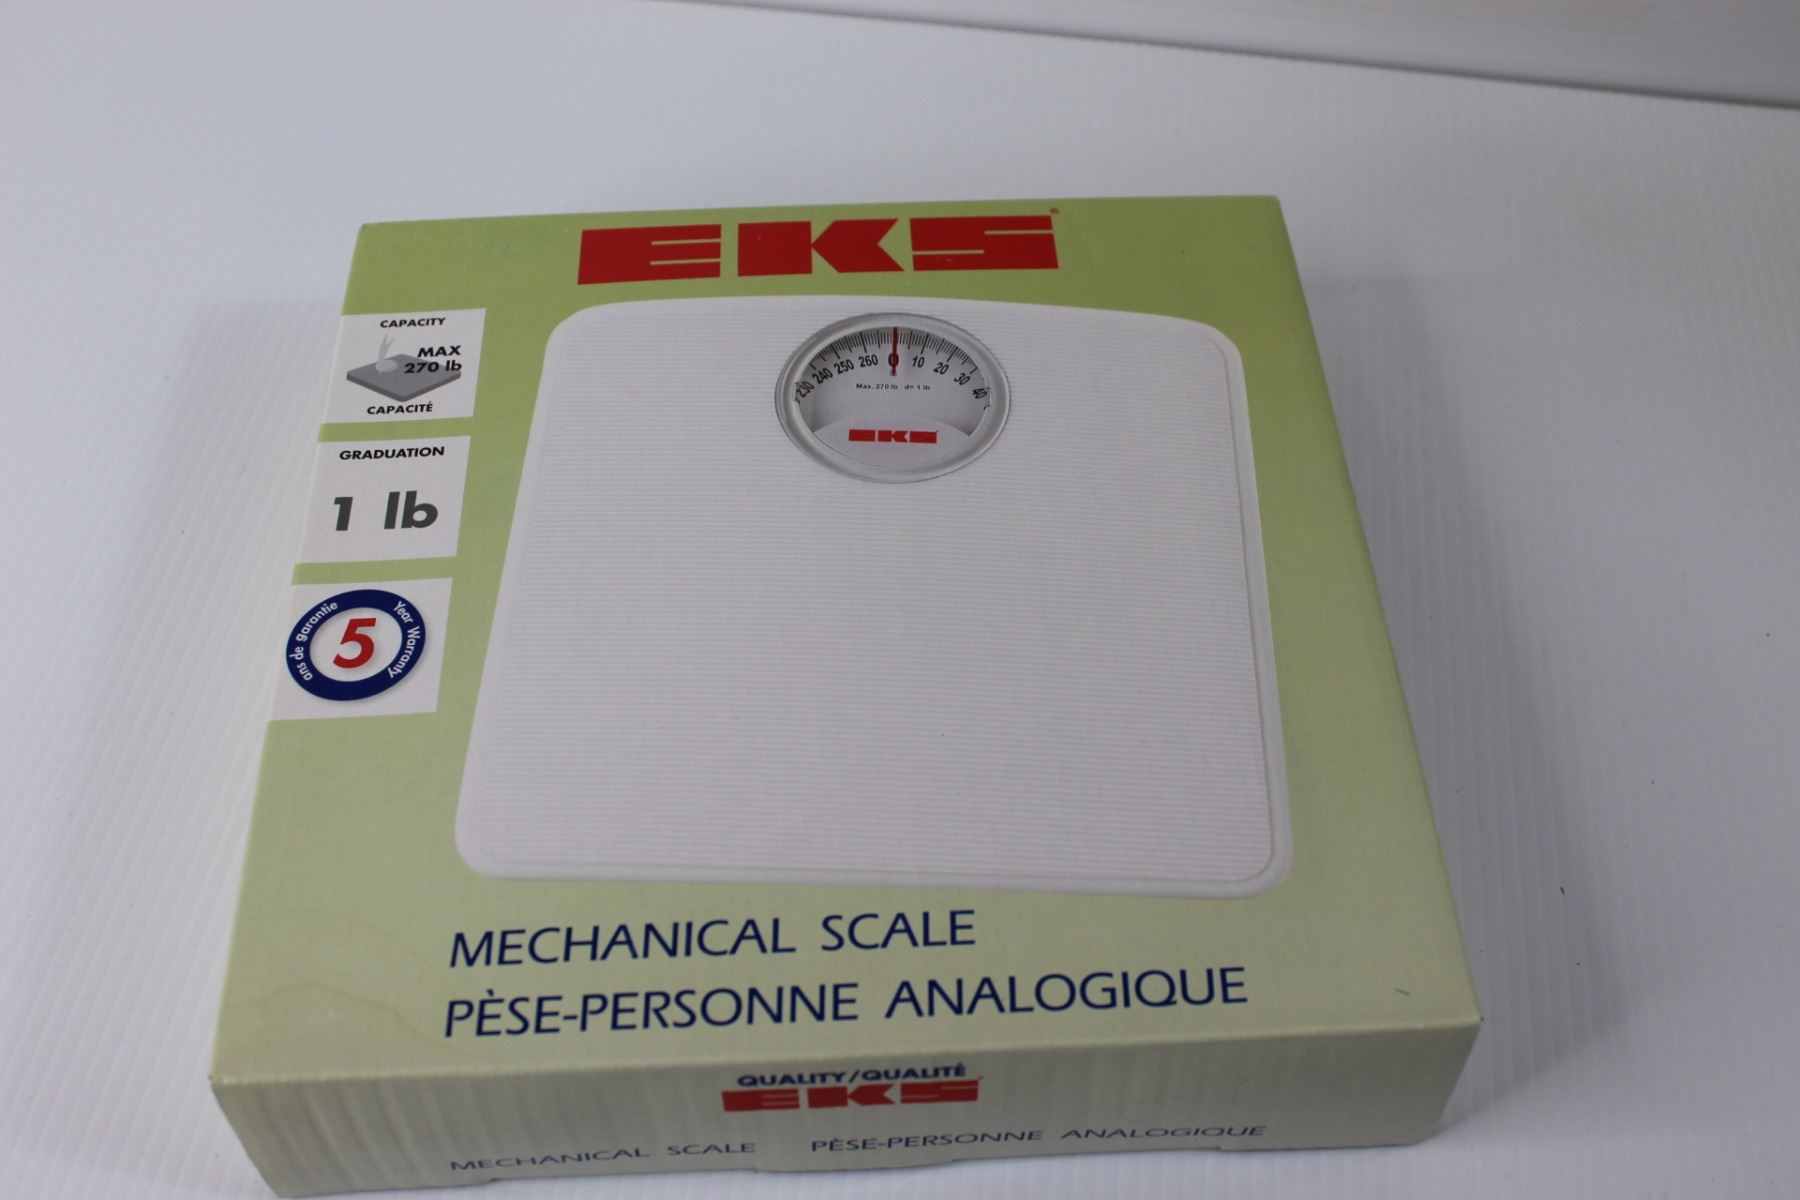 EKS
CAPACITY
MAX
270 lb
CAPACITÉ
GRADUATION
1 lb
ans de garantie
5
Year Warranty
230 240 250 260 0 10 20 30 40
Max. 270 lb d= 1 lb
EKS
MECHANICAL SCALE
PÈSE-PERSONNE ANALOGIQUE
QUALITY/QUALITÉ
EKS
MECHANICAL SCALE PÈSE-PERSONNE ANALOGIQUE